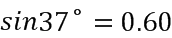 sin37° = 0.60